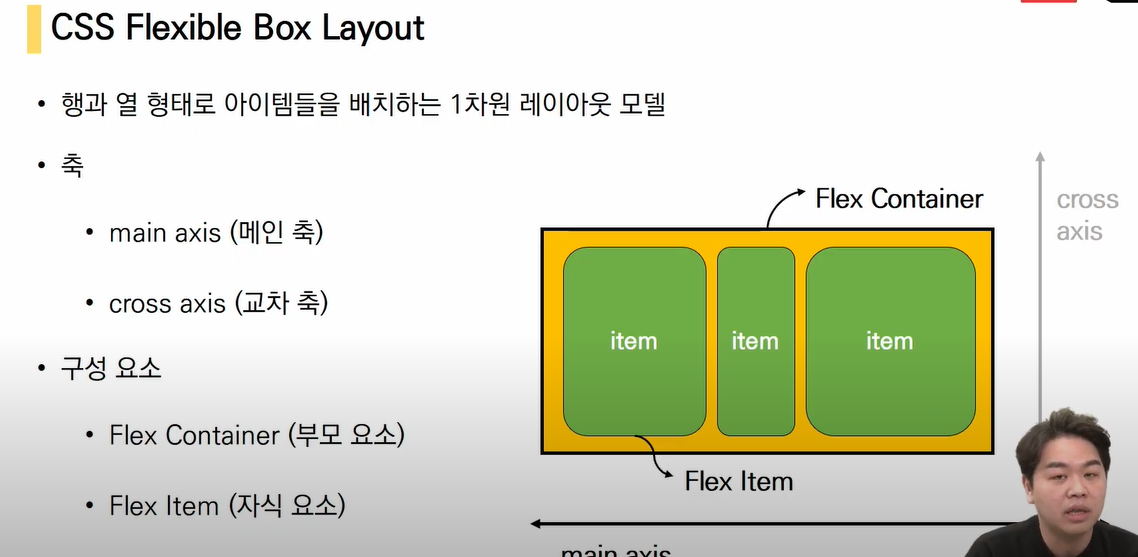 CSS Flexible Box Layout
• 행과 열 형태로 아이템들을 배치하는 1차원 레이아웃 모델
• 축
• main axis (메인 축)
• cross axis (교차 축)
• 구성 요소
• Flex Container (부모 요소)
• Flex Item (자식 요소)
Flex Container
cross
axis
item
item
item
Flex Item
main axis